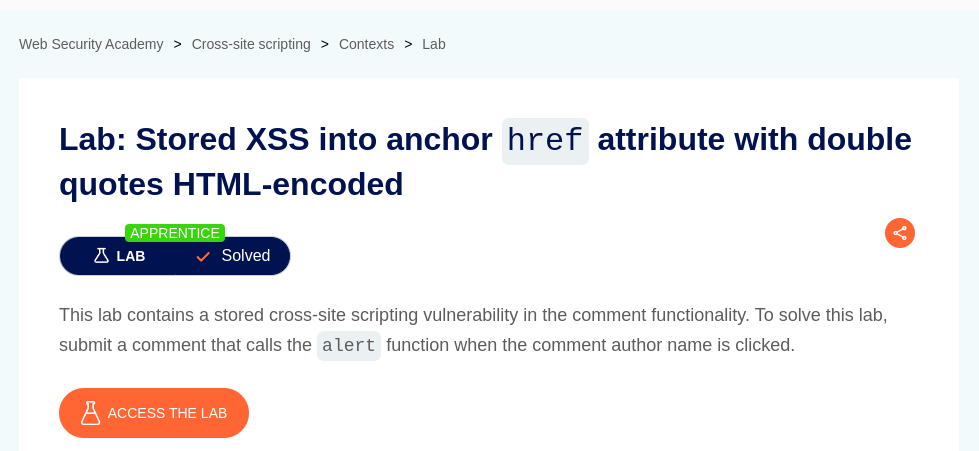 Web Security Academy > Cross-site scripting > Contexts > Lab
Lab: Stored XSS into anchor href attribute with double
quotes HTML-encoded
APPRENTICE
LAB Solved
This lab contains a stored cross-site scripting vulnerability in the comment functionality. To solve this lab,
submit a comment that calls the alert function when the comment author name is clicked.
ACCESS THE LAB